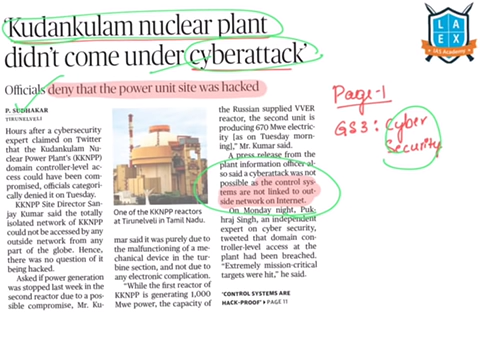 'Kudankulam nuclear plant
didn't come under cyberattack'
Officials deny that the power unit site was hacked
P. SUDHAKAR
TIRUNELVELI
Hours after a cybersecurity
expert claimed on Twitter
that the Kudankulam Nu-
clear Power Plant's (KKNPP)
domain controller-level ac-
cess could have been com-
promised, officials categori-
cally denied it on Tuesday.
KKNPP Site Director San-
jay Kumar said the totally
isolated network of KKNPP
could not be accessed by any
outside network from any
part of the globe. Hence,
there was no question of it
being hacked.
Asked if power generation
was stopped last week in the
second reactor due to a pos-
sible compromise, Mr. Ku-
One of the KKNPP reactors
at Tirunelveli in Tamil Nadu.
mar said it was purely due to
the malfunctioning of a me-
chanical device in the tur-
bine section, and not due to
any electronic complication.
"While the first reactor of
KKNPP is generating 1,000
Mwe power, the capacity of
the Russian supplied VVER
reactor, the second unit is
producing 670 Mwe electric-
ity [as on Tuesday morn-
ing]," Mr. Kumar said.
A press release from the
plant information officer al-
so said a cyberattack was not
possible as the control sys-
tems are not linked to out-
side network on Internet.
On Monday night, Puk-
hraj Singh, an independent
expert on cyber security,
tweeted that domain con-
troller-level access at the
plant had been breached.
"Extremely mission-critical
targets were hit," he said.
'CONTROL SYSTEMS ARE
HACK-PROOF' ▸ PAGE 11
Page-1
GS3: Cyber
Security
L A
E X
IAS Academy